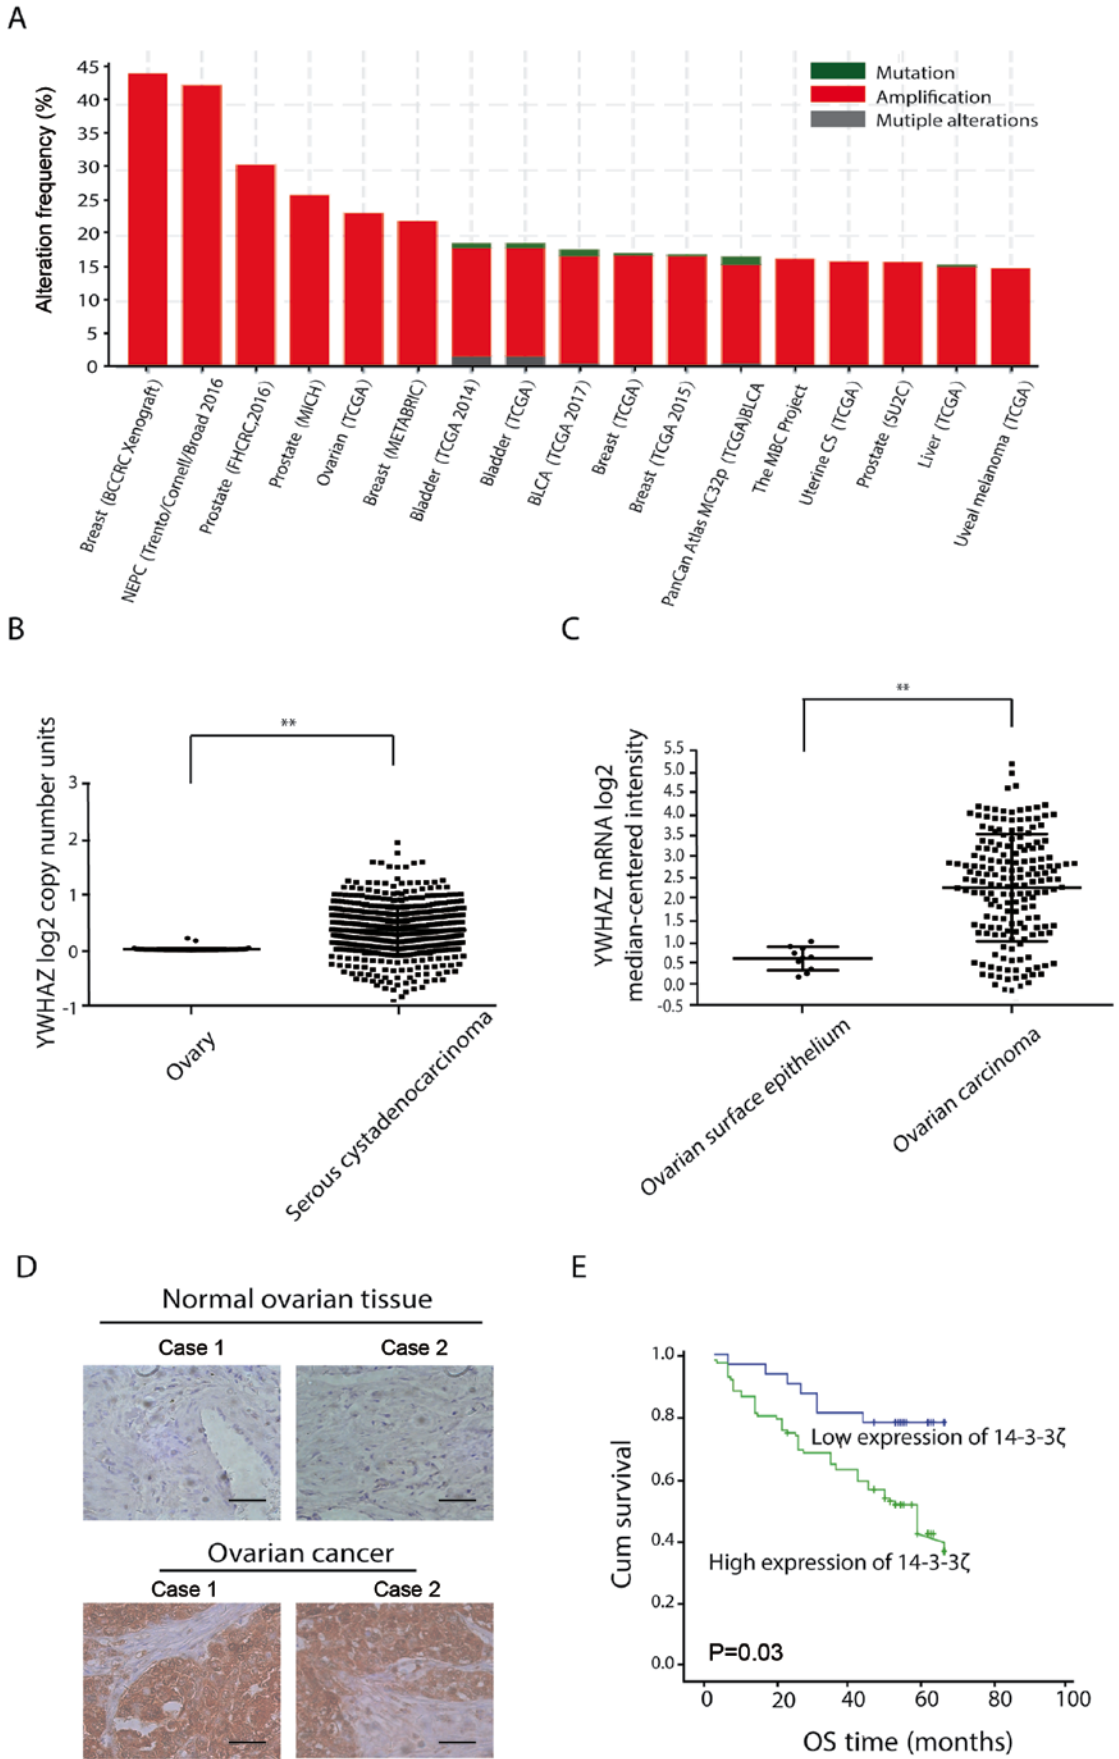 A
Alteration frequency (%)
45
40
35
30
25
20
15
10
5
0
Mutation
Amplification
Mutiple alterations
Breast (BCCRC Xenograft)
NEPC (Trento/Cornell/Broad 2016
Prostate (FHCRC,2016)
Prostate (MICH)
Ovarian (TCGA)
Breast (METABRIC)
Bladder (TCGA 2014)
Bladder (TCGA)
BLCA (TCGA 2017)
Breast (TCGA)
Breast (TCGA 2015)
PanCan Atlas MC32p (TCGA)BLCA
The MBC Project
Uterine CS (TCGA)
Prostate (SU2C)
Liver (TCGA)
Uveal melanoma (TCGA)
B
YWHAZ log2 copy number units
3
2
1
0
-1
**
Ovary
Serous cystadenocarcinoma
C
YWHAZ mRNA log2
median-centered intensity
5.5
5.0
4.5
4.0
3.5
3.0
2.5
2.0
1.5
1.0
0.5
0.0
-0.5
**
Ovarian surface epithelium
Ovarian carcinoma
D
Normal ovarian tissue
Case 1
Case 2
Ovarian cancer
Case 1
Case 2
E
Cum survival
1.0
0.8
0.6
0.4
0.2
0.0
Low expression of 14-3-3ζ
High expression of 14-3-3ζ
P=0.03
0
20
40
60
80
100
OS time (months)